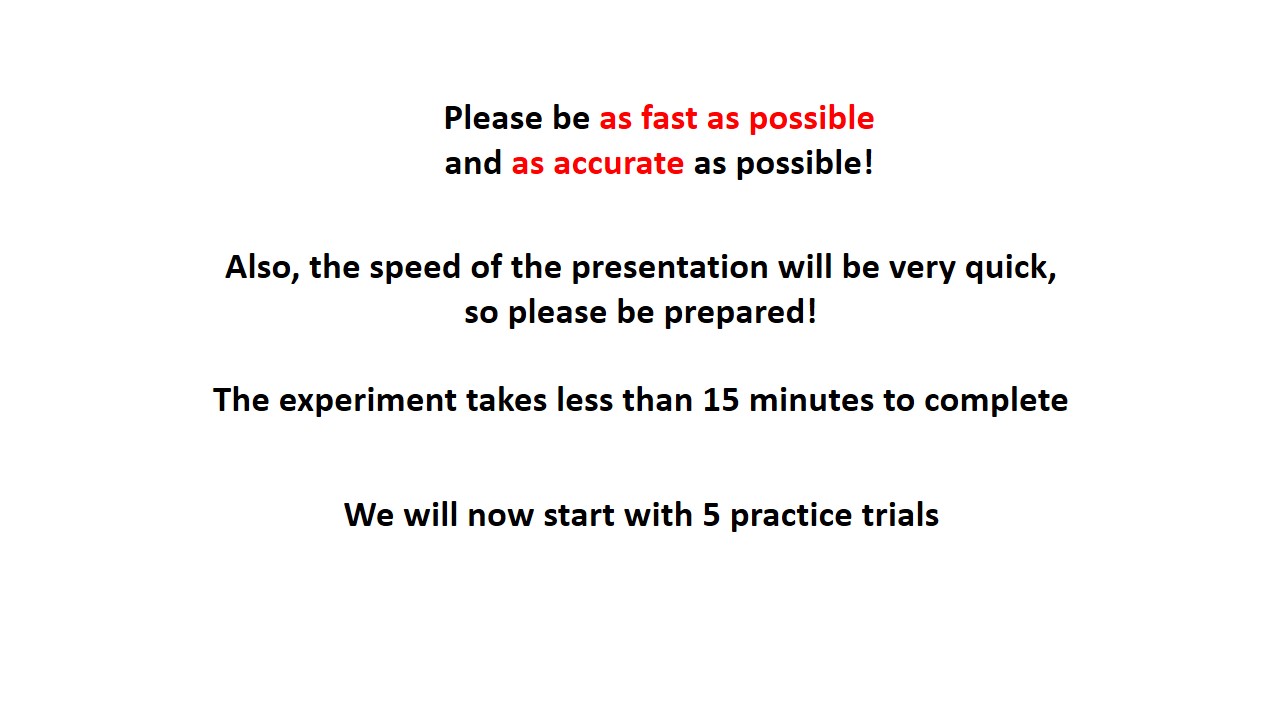 Please be as fast as possible
and as accurate as possible!
Also, the speed of the presentation will be very quick,
so please be prepared!
The experiment takes less than 15 minutes to complete
We will now start with 5 practice trials